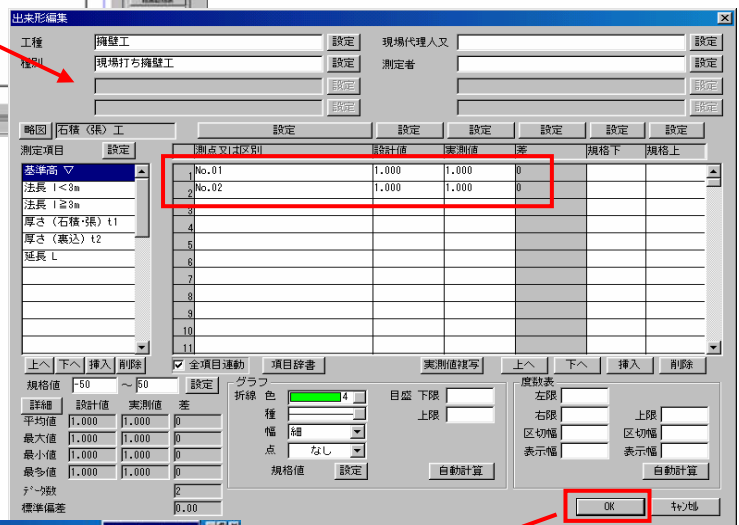 出来形編集
工種 擁壁工 設定 現場代理人又 設定
種別 現場打ち擁壁工 設定 測定者 設定
設定 設定
設定 設定
略図 石積（張）工 設定 設定 設定 設定 設定 設定
測定項目 設定 測点又は区別 設計値 実測値 差 規格下 規格上
基準高 ▽ 1 No.01 1.000 1.000 0
法長 l＜3m 2 No.02 1.000 1.000 0
法長 l≧3m 3
厚さ（石積・張）t1 4
厚さ（裏込）t2 5
延長 L 6
7
8
9
10
11
上へ 下へ 挿入 削除 全項目連動 項目辞書 実測値複写 上へ 下へ 挿入 削除
規格値 -50 ～ 50 設定 グラフ 度数表
折線 色 4 目盛 下限 左限
詳細 設計値 実測値 差 種 上限 右限 上限
平均値 1.000 1.000 0
最大値 1.000 1.000 0 幅 細 区切幅 区切幅
最小値 1.000 1.000 0 点 なし 表示幅 表示幅
最多値 1.000 1.000 0 規格値 設定 自動計算 自動計算
データ数 2
標準偏差 0.00 OK キャンセル